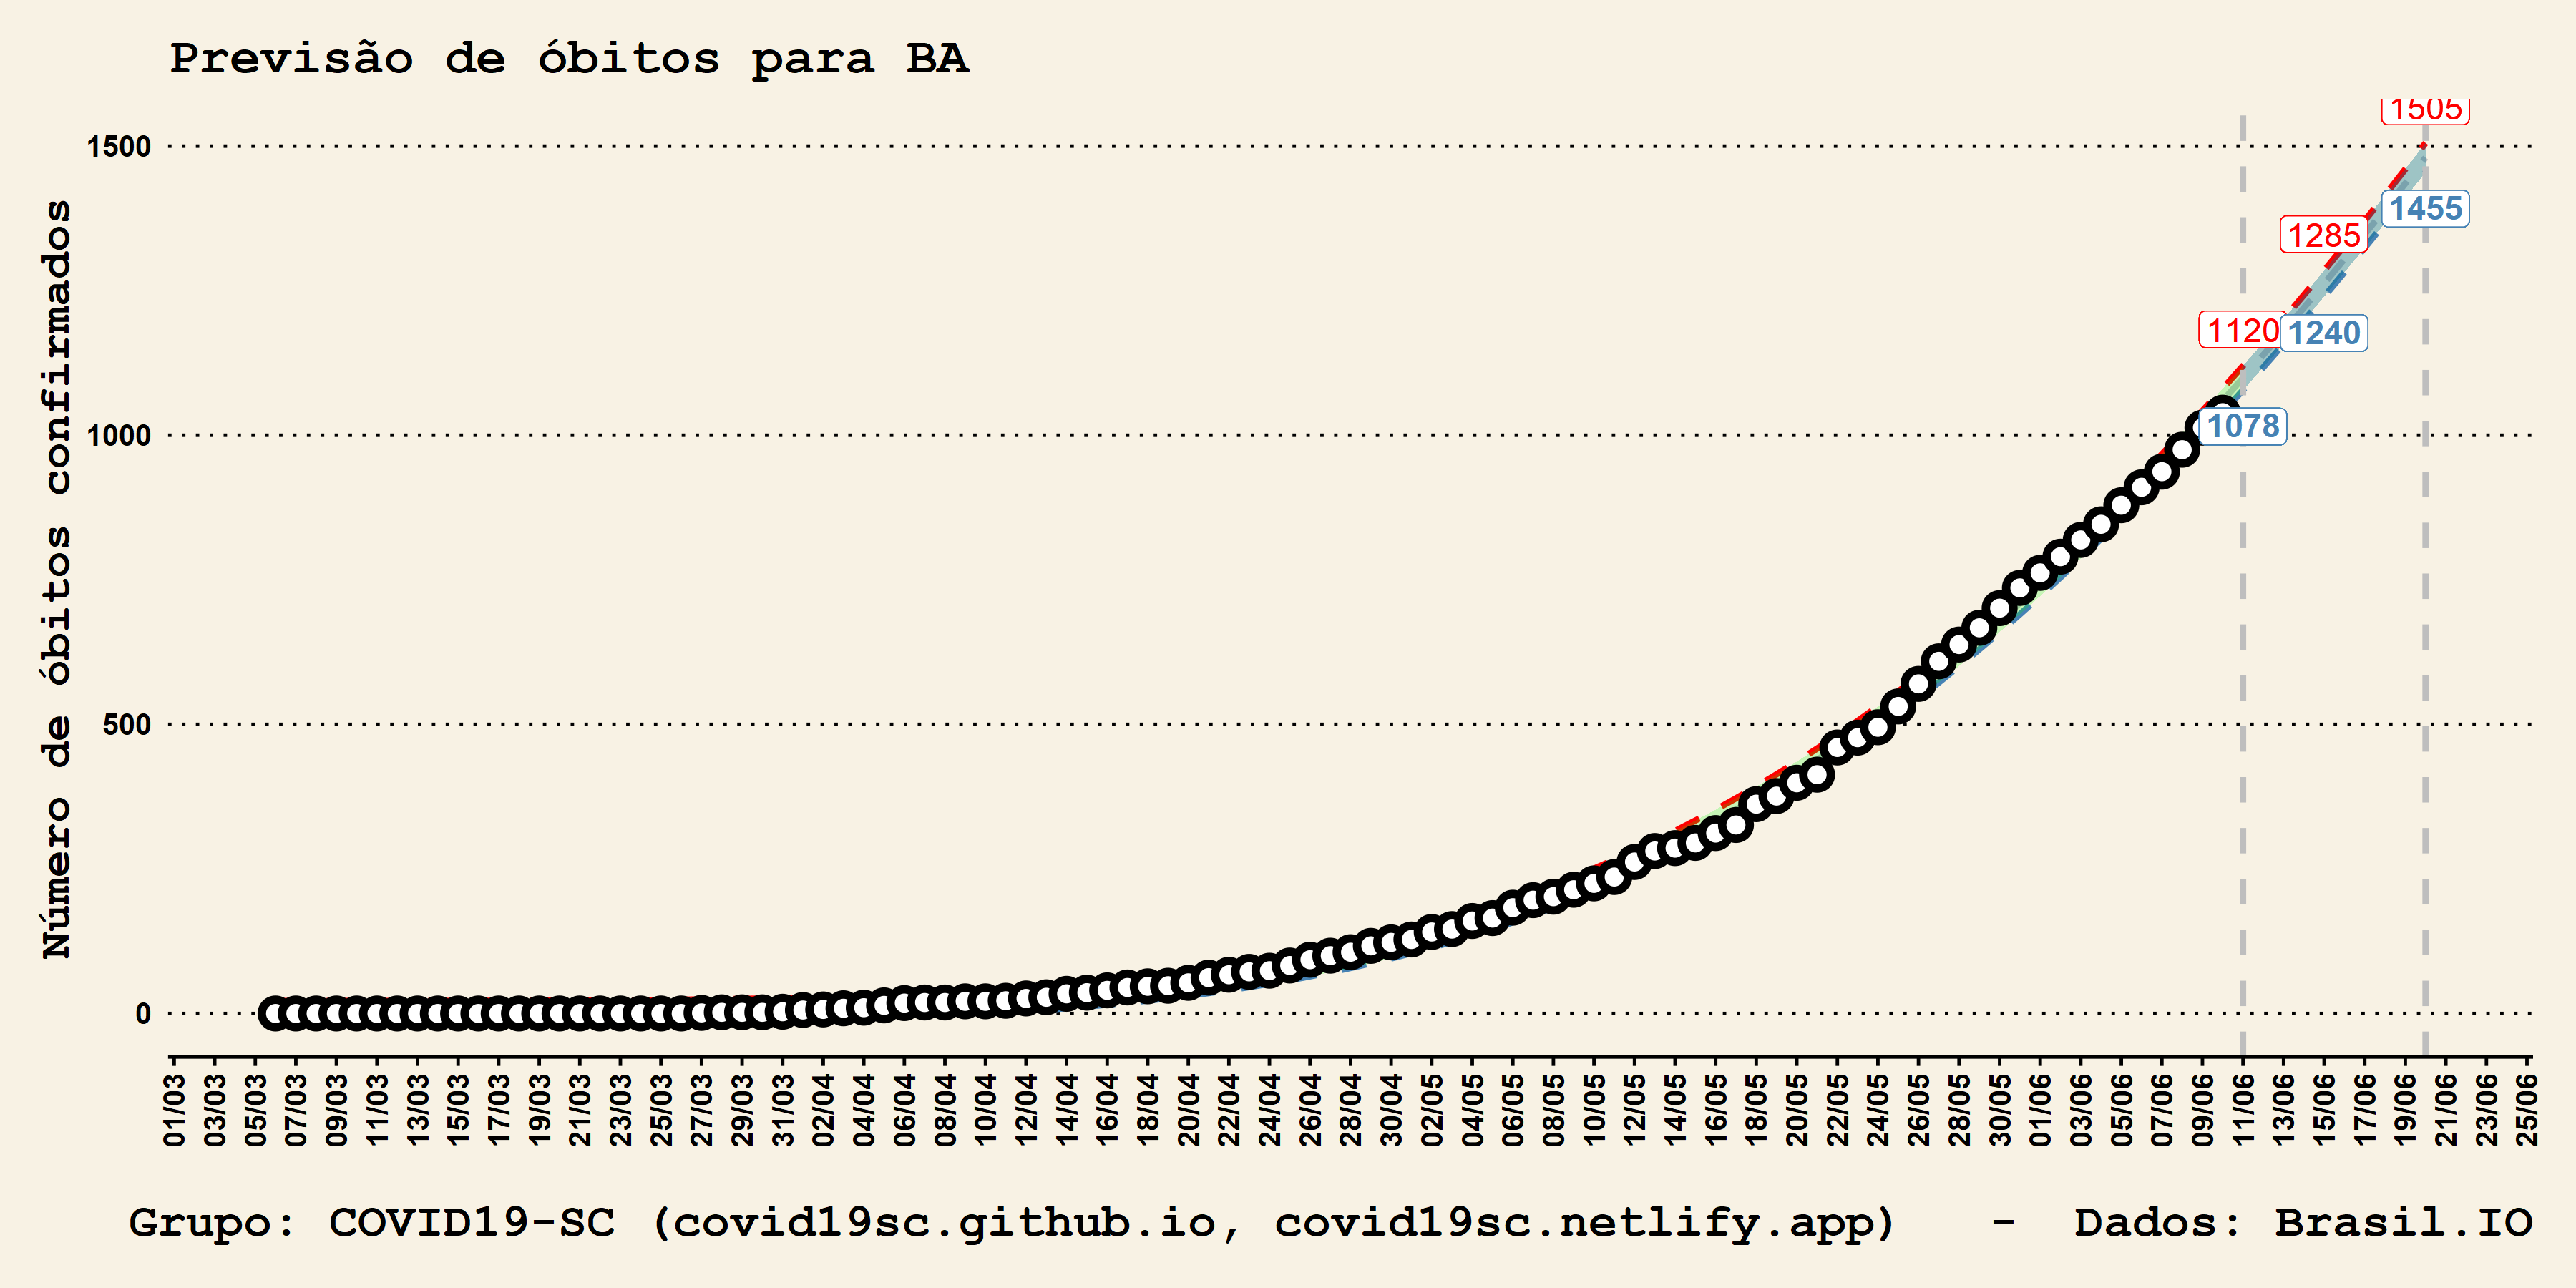 Previsão de óbitos para BA
Número de óbitos confirmados
1500
1000
500
0
1505
1455
1285
1240
1120
1078
01/03 03/03 05/03 07/03 09/03 11/03 13/03 15/03 17/03 19/03 21/03 23/03 25/03 27/03 29/03 31/03 02/04 04/04 06/04 08/04 10/04 12/04 14/04 16/04 18/04 20/04 22/04 24/04 26/04 28/04 30/04 02/05 04/05 06/05 08/05 10/05 12/05 14/05 16/05 18/05 20/05 22/05 24/05 26/05 28/05 30/05 01/06 03/06 05/06 07/06 09/06 11/06 13/06 15/06 17/06 19/06 21/06 23/06 25/06
Grupo: COVID19-SC (covid19sc.github.io, covid19sc.netlify.app) - Dados: Brasil.IO